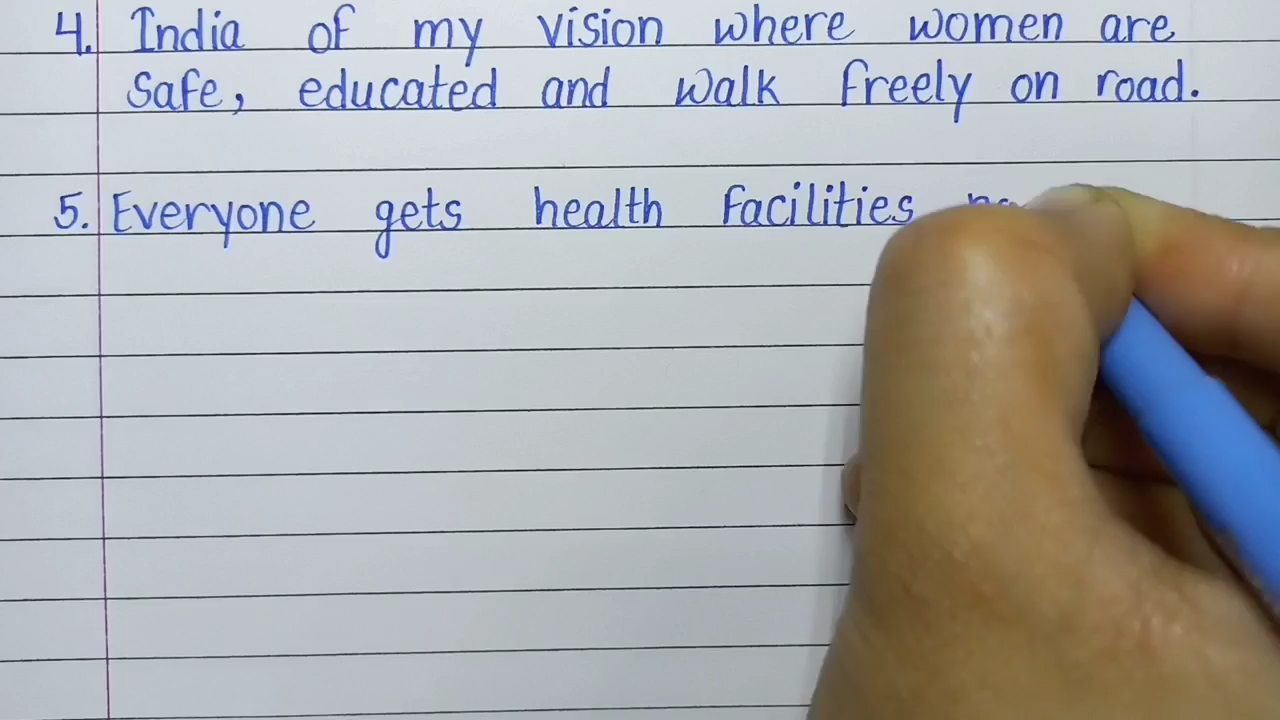 4. India of my vision where women are
safe, educated and walk freely on road.
5. Everyone gets health facilities